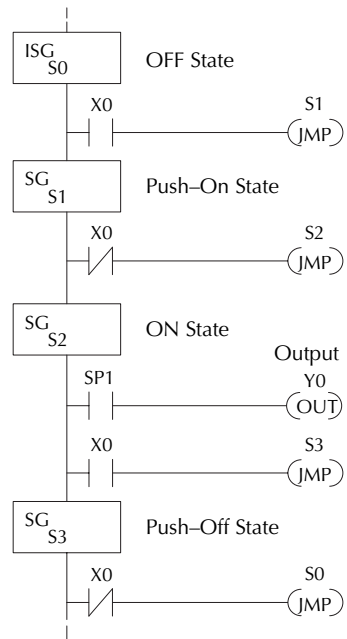 ISG
S0
OFF State
X0
S1
JMP
SG
S1
Push–On State
X0
S2
JMP
SG
S2
ON State
Output
SP1
Y0
OUT
X0
S3
JMP
SG
S3
Push–Off State
X0
S0
JMP